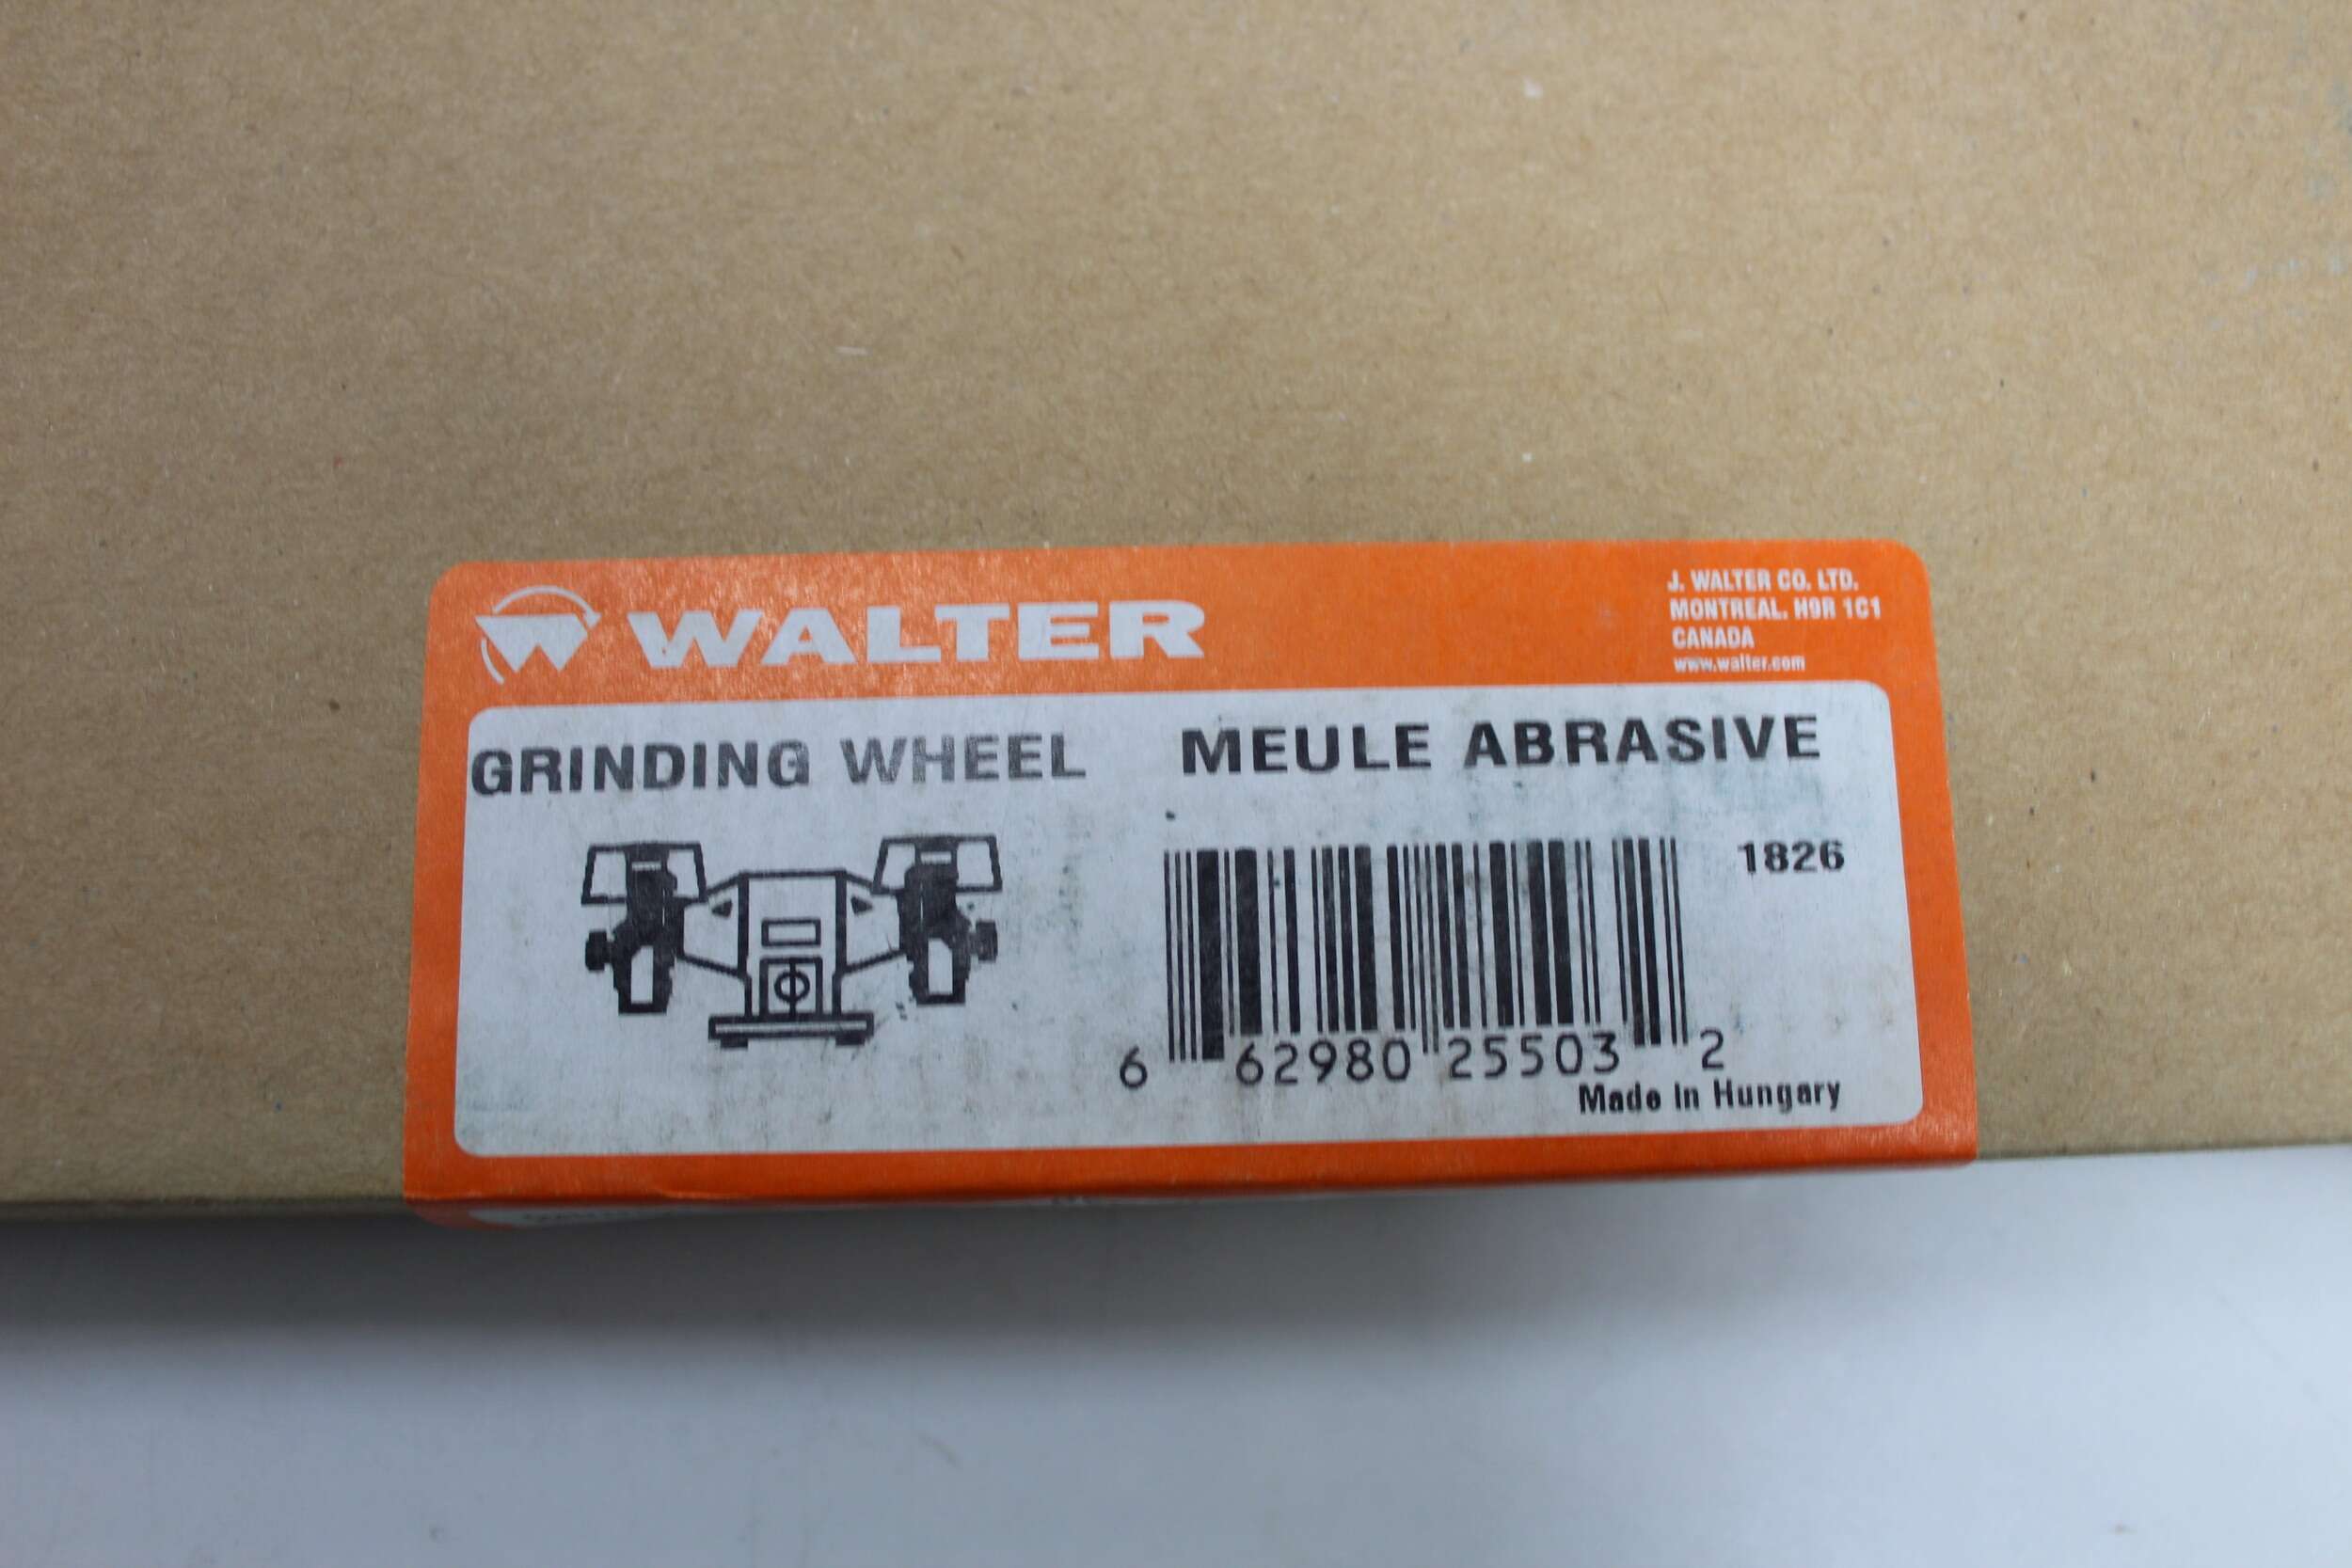 WALTER
J. WALTER CO. LTD.
MONTREAL. H9R 1C1
CANADA
www.walter.com
GRINDING WHEEL
MEULE ABRASIVE
1826
6 62980 25503 2
Made in Hungary